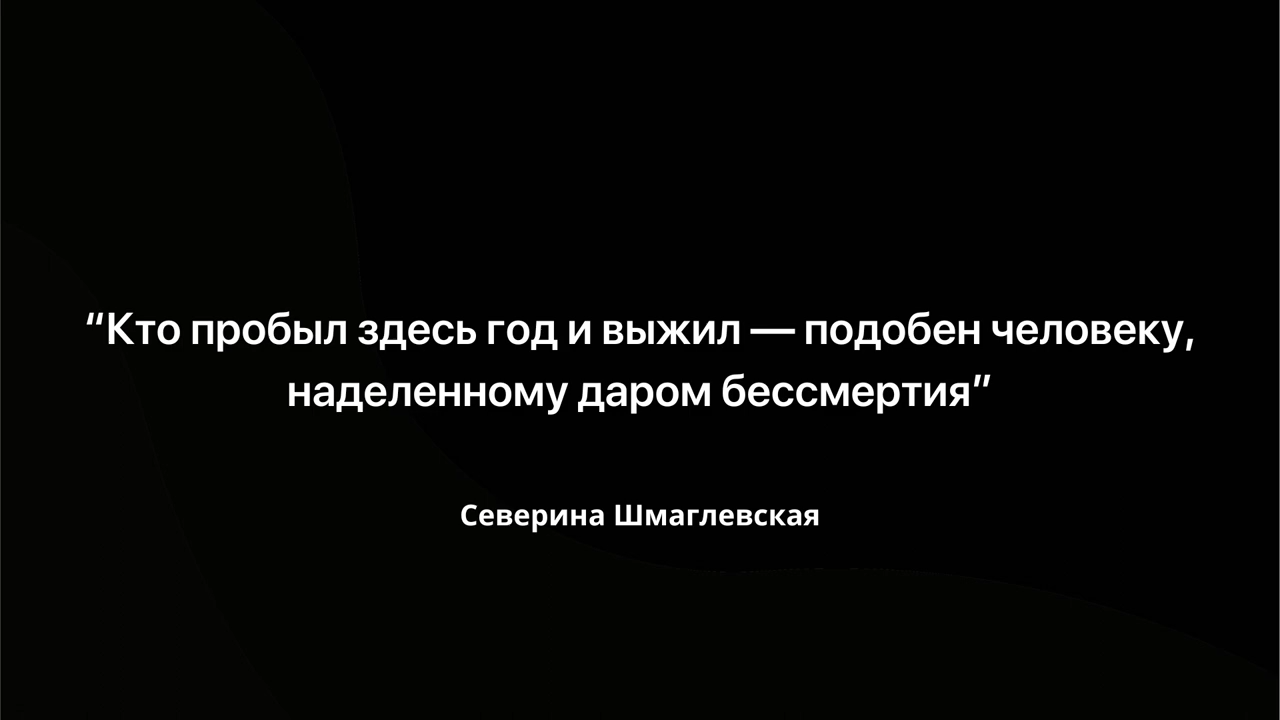 “Кто пробыл здесь год и выжил — подобен человеку,
наделенному даром бессмертия”
Северина Шмаглевская